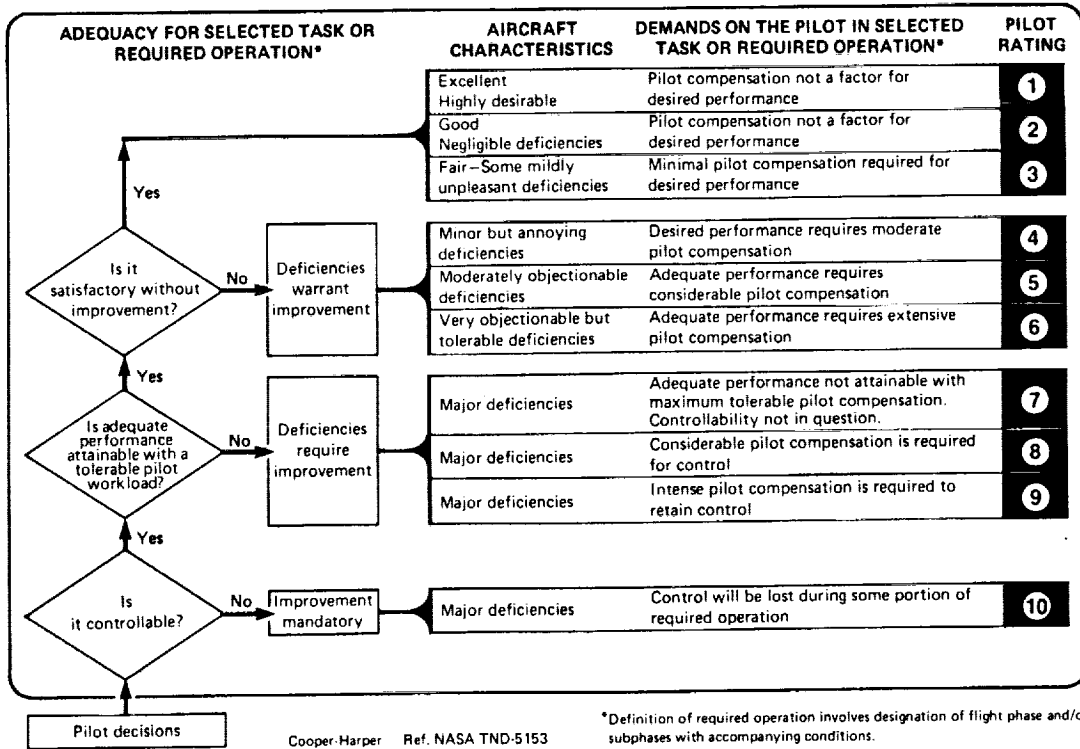 ADEQUACY FOR SELECTED TASK OR
REQUIRED OPERATION*
AIRCRAFT
CHARACTERISTICS
DEMANDS ON THE PILOT IN SELECTED
TASK OR REQUIRED OPERATION*
PILOT
RATING
Excellent
Highly desirable
Pilot compensation not a factor for
desired performance
1
Good
Negligible deficiencies
Pilot compensation not a factor for
desired performance
2
Fair—Some mildly
unpleasant deficiencies
Minimal pilot compensation required for
desired performance
3
Yes
Is it
satisfactory without
improvement?
No
Deficiencies
warrant
improvement
Minor but annoying
deficiencies
Desired performance requires moderate
pilot compensation
4
Moderately objectionable
deficiencies
Adequate performance requires
considerable pilot compensation
5
Very objectionable but
tolerable deficiencies
Adequate performance requires extensive
pilot compensation
6
Yes
Is adequate
performance
attainable with a
tolerable pilot
workload?
No
Deficiencies
require
improvement
Major deficiencies
Adequate performance not attainable with
maximum tolerable pilot compensation.
Controllability not in question.
7
Major deficiencies
Considerable pilot compensation is required
for control
8
Major deficiencies
Intense pilot compensation is required to
retain control
9
Yes
Is
it controllable?
No
Improvement
mandatory
Major deficiencies
Control will be lost during some portion of
required operation
10
Pilot decisions
Cooper-Harper Ref. NASA TND-5153
*Definition of required operation involves designation of flight phase and/o
subphases with accompanying conditions.